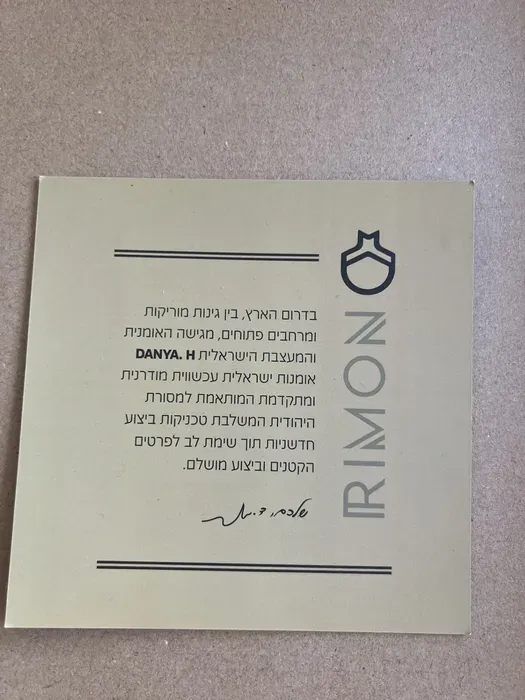 RIMON
בדרום הארץ, בין גינות מוריקות
ומרחבים פתוחים, מגישה האומנית
והמעצבת הישראלית DANYA. H
אומנות ישראלית עכשווית מודרנית
ומתקדמת המותאמת למסורת
היהודית המשלבת טכניקות ביצוע
חדשניות תוך שימת לב לפרטים
הקטנים וביצוע מושלם.
שלכם,